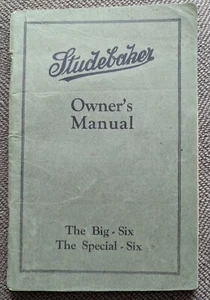 Studebaker
Owner's
Manual
The Big - Six
The Special - Six